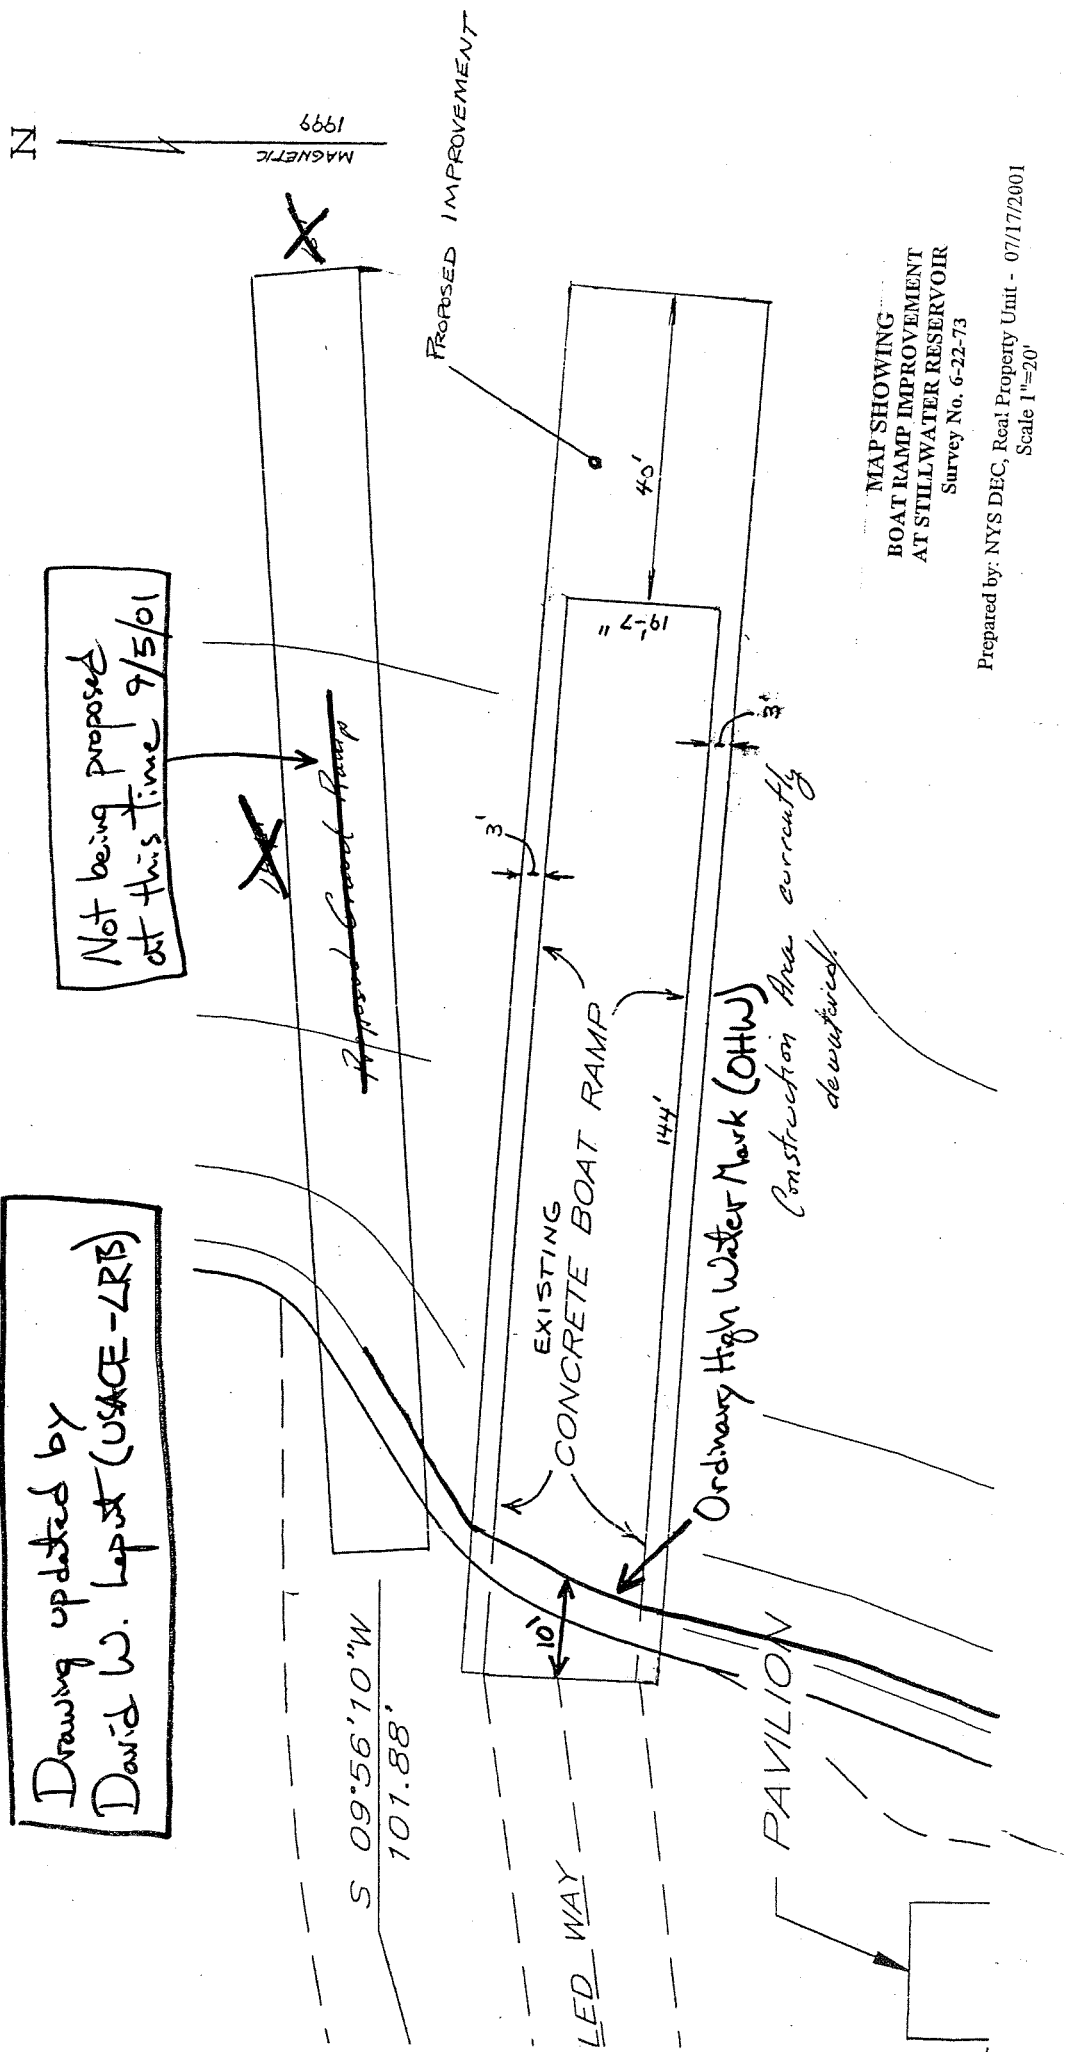 N
MAGNETIC
1999
Drawing updated by
David W. Leput (USACE-LRB)
Not being proposed
at this time 9/5/01
Proposed Gravel Ramp
PROPOSED IMPROVEMENT
40'
19'-7"
3'
3'
EXISTING
CONCRETE BOAT RAMP
144'
Ordinary High Water Mark (OHW)
Construction Area currently
dewatered.
10'
S 09°56'10"W
101.88'
LED WAY
PAVILION
MAP SHOWING
BOAT RAMP IMPROVEMENT
AT STILLWATER RESERVOIR
Survey No. 6-22-73
Prepared by: NYS DEC, Real Property Unit - 07/17/2001
Scale 1"=20'